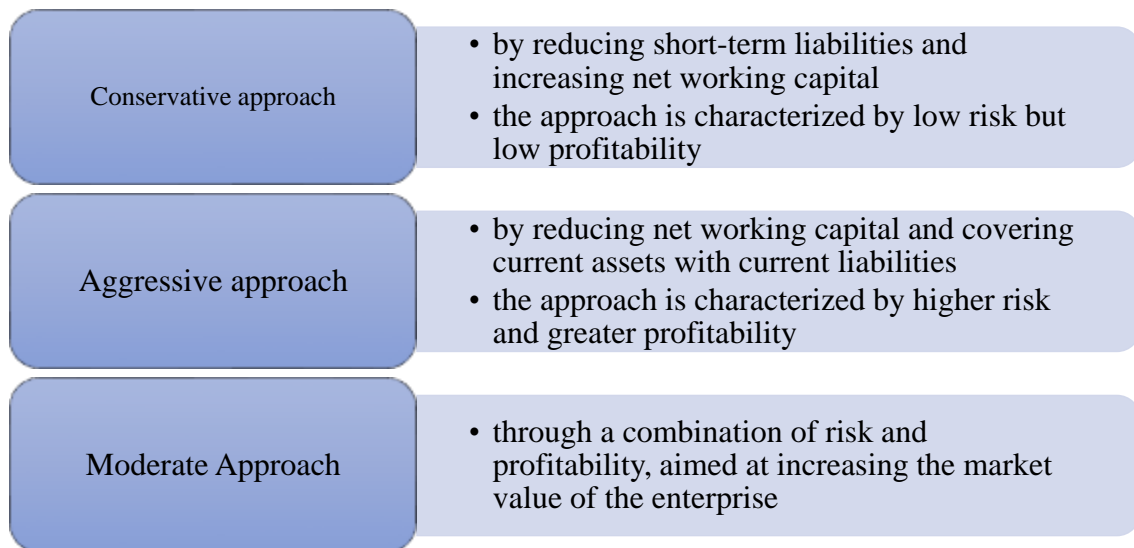 Conservative approach
• by reducing short-term liabilities and
increasing net working capital
• the approach is characterized by low risk but
low profitability
Aggressive approach
• by reducing net working capital and covering
current assets with current liabilities
• the approach is characterized by higher risk
and greater profitability
Moderate Approach
• through a combination of risk and
profitability, aimed at increasing the market
value of the enterprise